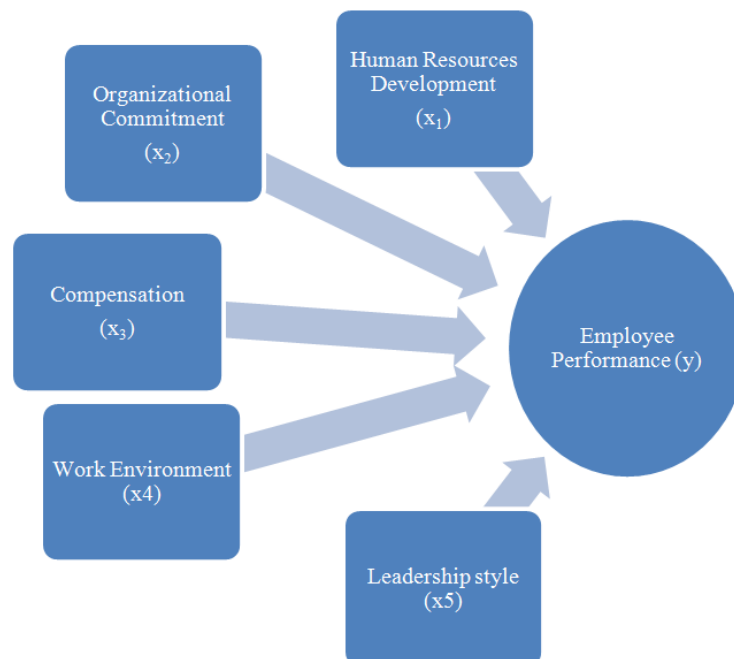 Human Resources
Development
(x₁)
Organizational
Commitment
(x₂)
Compensation
(x₃)
Work Environment
(x4)
Leadership style
(x5)
Employee
Performance (y)